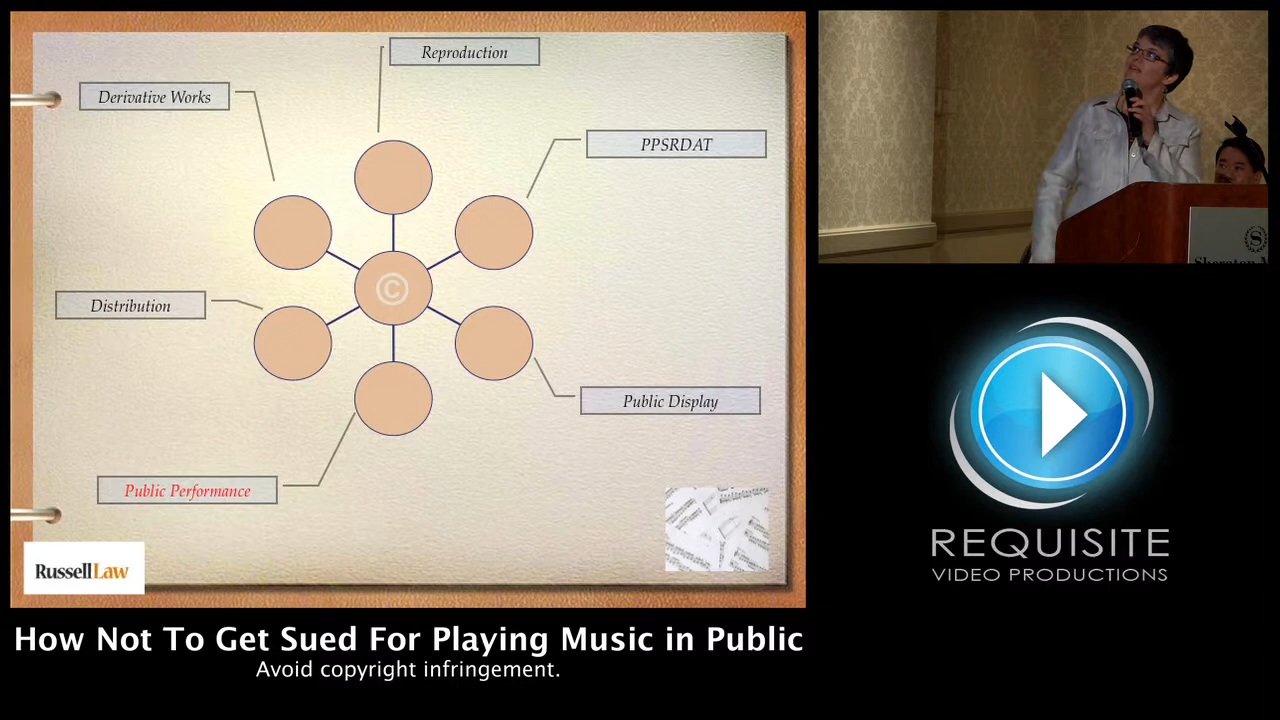 Reproduction
Derivative Works
PPSRDAT
©
Distribution
Public Display
Public Performance
RussellLaw
How Not To Get Sued For Playing Music in Public
Avoid copyright infringement.
S
Sheraton
REQUISITE
VIDEO PRODUCTIONS